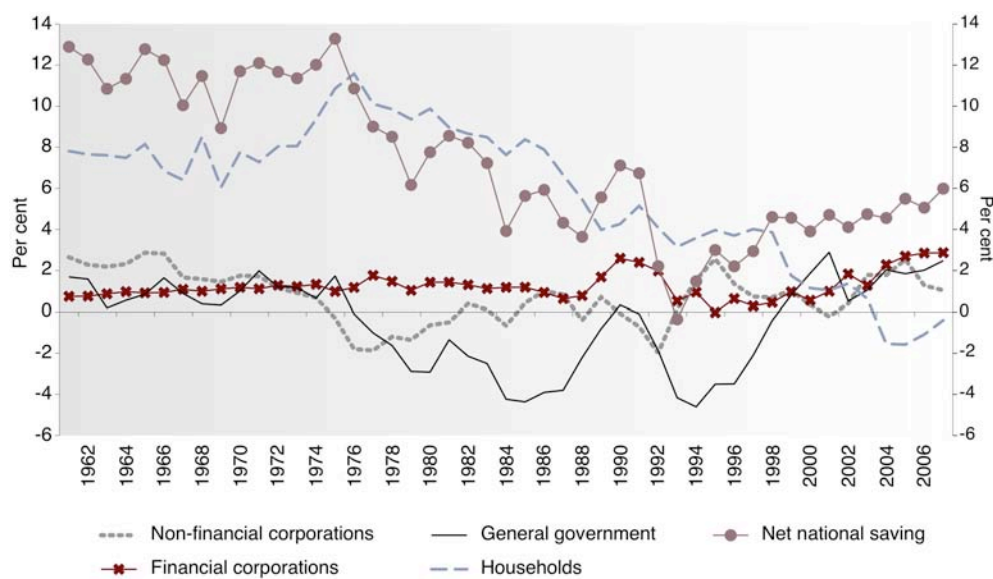 14 14
12 12
10 10
8 8
6 6
4 4
2 2
0 0
-2 -2
-4 -4
-6 -6
Per cent
Per cent
1962 1964 1966 1968 1970 1972 1974 1976 1978 1980 1982 1984 1986 1988 1990 1992 1994 1996 1998 2000 2002 2004 2006
Non-financial corporations General government Net national saving
Financial corporations Households